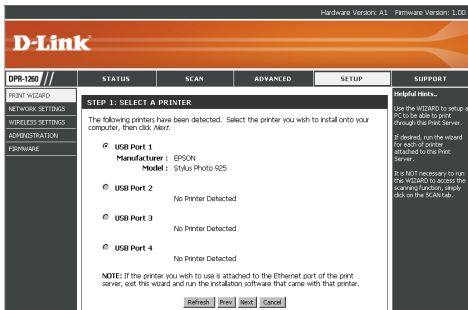 Hardware Version: A1 Firmware Version: 1.00
D-Link
DPR-1260 ///
STATUS SCAN ADVANCED SETUP SUPPORT
PRINT WIZARD
NETWORK SETTINGS
WIRELESS SETTINGS
ADMINISTRATION
FIRMWARE
STEP 1: SELECT A PRINTER
The following printers have been detected. Select the printer you wish to install onto your
computer, then click Next.
USB Port 1
Manufacturer : EPSON
Model : Stylus Photo 925
USB Port 2
No Printer Detected
USB Port 3
No Printer Detected
USB Port 4
No Printer Detected
NOTE: If the printer you wish to use is attached to the Ethernet port of the print
server, exit this wizard and run the installation software that came with that printer.
Refresh Prev Next Cancel
Helpful Hints..
Use the WIZARD to setup a
PC to be able to print
through this Print Server.
If desired, run the wizard
for each of printer
attached to this Print
Server.
It is NOT necessary to run
this WIZARD to access the
scanning function, simply
click on the SCAN tab.